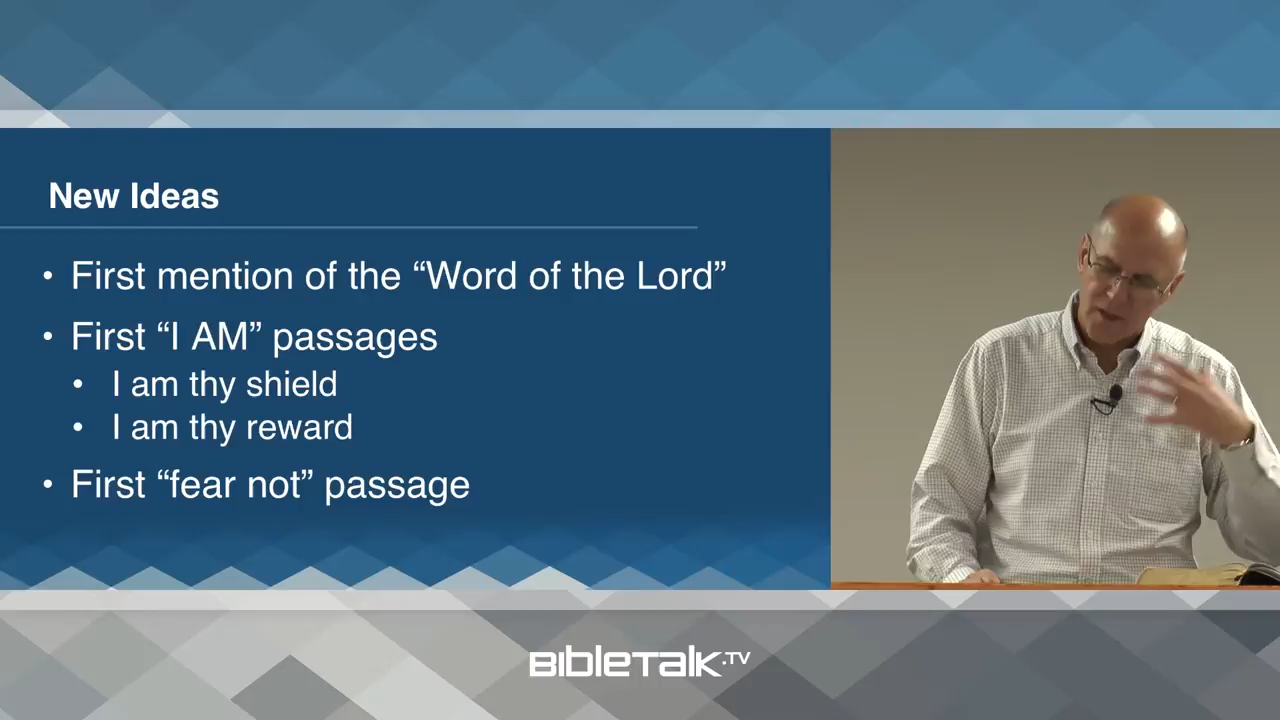 New Ideas
• First mention of the “Word of the Lord”
• First “I AM” passages
• I am thy shield
• I am thy reward
• First “fear not” passage
BIBLETALK.TV